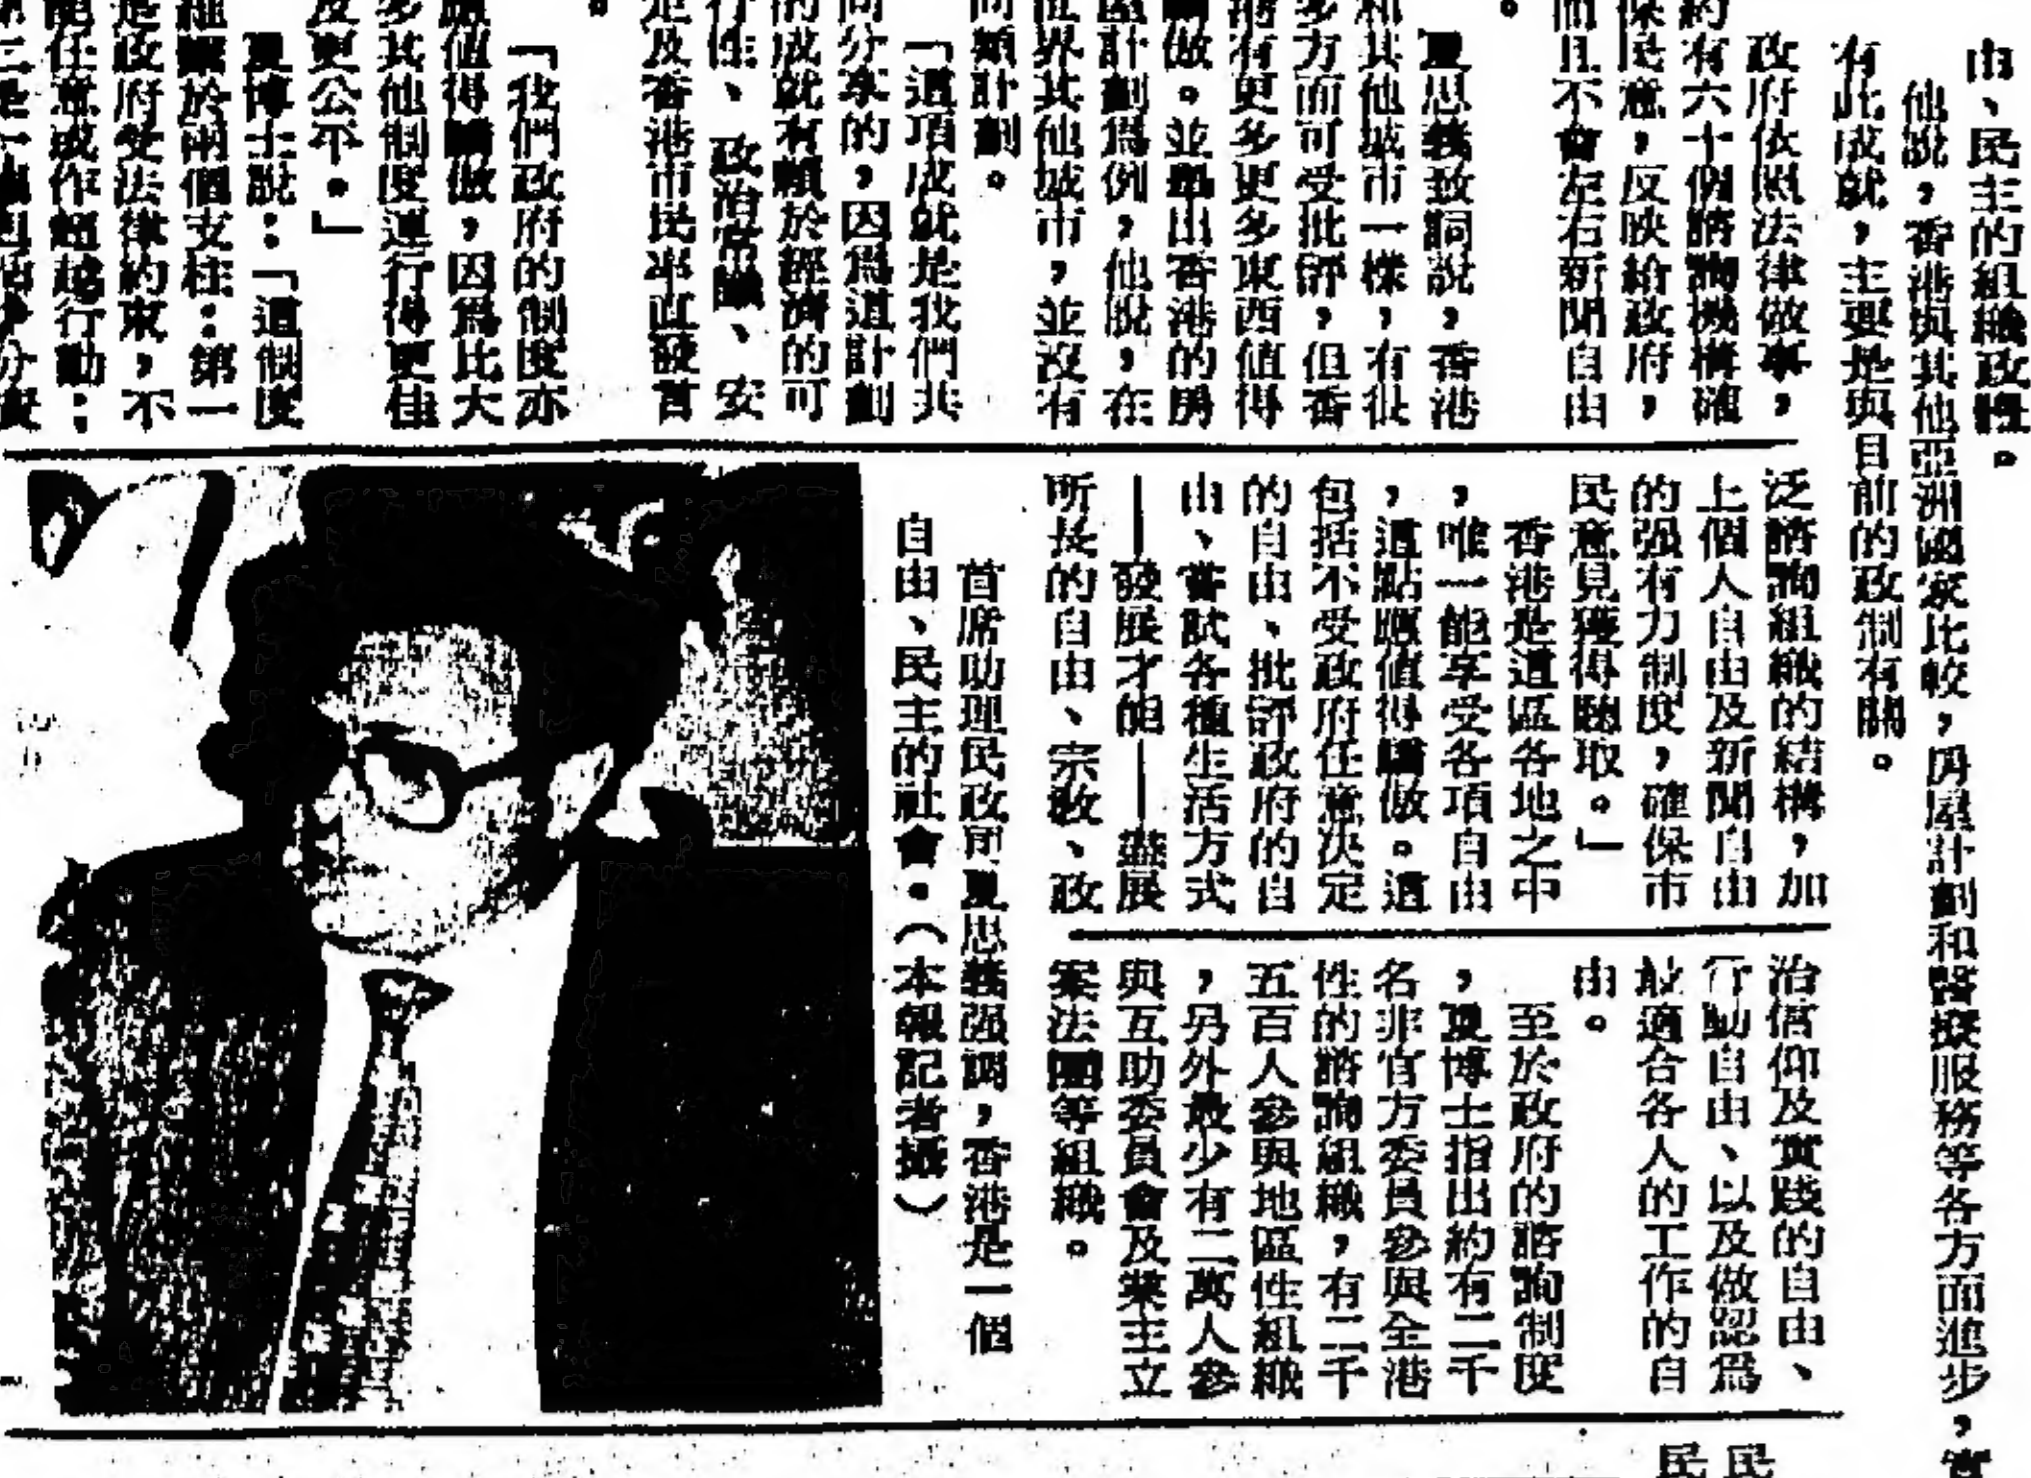 由、民主的組織政體。
他說，香港與其他亞洲國家比較，房屋計劃和醫療服務等各方面進步，實
有此成就，主要是與目前的政制有關。
政府依照法律做事，
約有六十個諮詢機構確
保民意，反映給政府，
而且不會左右新聞自由
。
夏思義致詞說，香港
和其他城市一樣，有很
多方面可受批評，但香
港有更多更多東西值得
驕傲。並舉出香港的房
屋計劃爲例，他說，在
世界其他城市，並沒有
同類計劃。
「這項成就是我們共
同分享的，因爲這計劃
的成就有賴於經濟的可
行性、政治常識、安
定及香港市民率直發言
。
「我們政府的制度亦
應值得驕傲，因爲比大
多其他制度運行得更佳
及更公平。」
夏博士說：「這制度
於兩個支柱：第一
是政府受法律約束，不
能任意或作超越行動；
泛諮詢組織的結構，加
上個人自由及新聞自由
的强有力制度，確保市
民意見獲得聽取。」
香港是這區各地之中
，唯一能享受各項自由
，這點應值得驕傲。這
包括不受政府任意決定
的自由、批評政府的自
由、嘗試各種生活方式
——發展才能——盡展
所長的自由、宗敎、政
治信仰及實踐的自由、
行動自由、以及做認爲
最適合各人的工作的自
由。
至於政府的諮詢制度
，夏博士指出約有二千
名非官方委員參與全港
性的諮詢組織，有二千
五百人參與地區性組織
，另外最少有二萬人參
與互助委員會及業主立
案法團等組織。
首席助理民政司夏思義强調，香港是一個
自由、民主的社會。（本報記者攝）
民
民